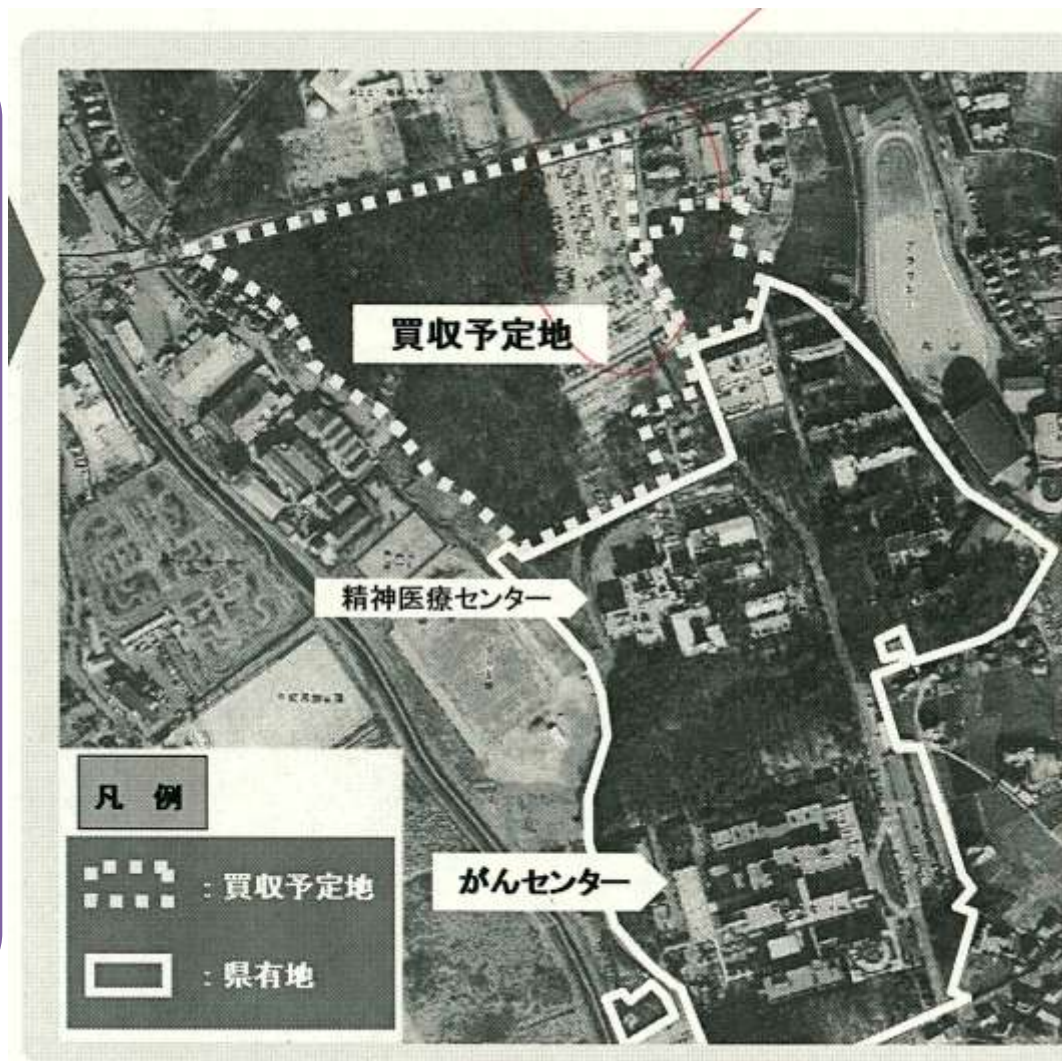 買収予定地
精神医療センター
がんセンター
凡 例
：買収予定地
：県有地